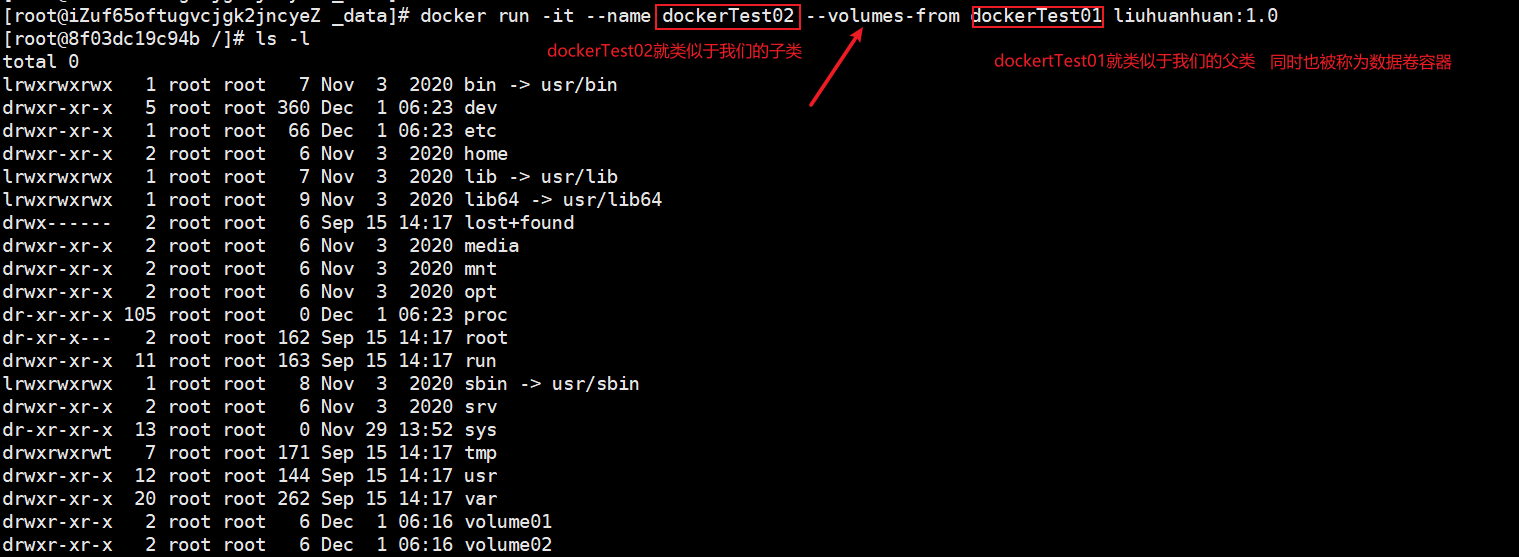 [root@iZuf65oftugvcjgk2jncyeZ _data]# docker run -it --name dockerTest02 --volumes-from dockerTest01 liuhuanhuan:1.0
[root@8f03dc19c94b /]# ls -l
dockerTest02就类似于我们的子类
dockertTest01就类似于我们的父类 同时也被称为数据卷容器
total 0
lrwxrwxrwx   1 root root   7 Nov  3  2020 bin -> usr/bin
drwxr-xr-x   5 root root 360 Dec  1 06:23 dev
drwxr-xr-x   1 root root  66 Dec  1 06:23 etc
drwxr-xr-x   2 root root   6 Nov  3  2020 home
lrwxrwxrwx   1 root root   7 Nov  3  2020 lib -> usr/lib
lrwxrwxrwx   1 root root   9 Nov  3  2020 lib64 -> usr/lib64
drwx------   2 root root   6 Sep 15 14:17 lost+found
drwxr-xr-x   2 root root   6 Nov  3  2020 media
drwxr-xr-x   2 root root   6 Nov  3  2020 mnt
drwxr-xr-x   2 root root   6 Nov  3  2020 opt
dr-xr-xr-x 105 root root   0 Dec  1 06:23 proc
dr-xr-x---   2 root root 162 Sep 15 14:17 root
drwxr-xr-x  11 root root 163 Sep 15 14:17 run
lrwxrwxrwx   1 root root   8 Nov  3  2020 sbin -> usr/sbin
drwxr-xr-x   2 root root   6 Nov  3  2020 srv
dr-xr-xr-x  13 root root   0 Nov 29 13:52 sys
drwxrwxrwt   7 root root 171 Sep 15 14:17 tmp
drwxr-xr-x  12 root root 144 Sep 15 14:17 usr
drwxr-xr-x  20 root root 262 Sep 15 14:17 var
drwxr-xr-x   2 root root   6 Dec  1 06:16 volume01
drwxr-xr-x   2 root root   6 Dec  1 06:16 volume02